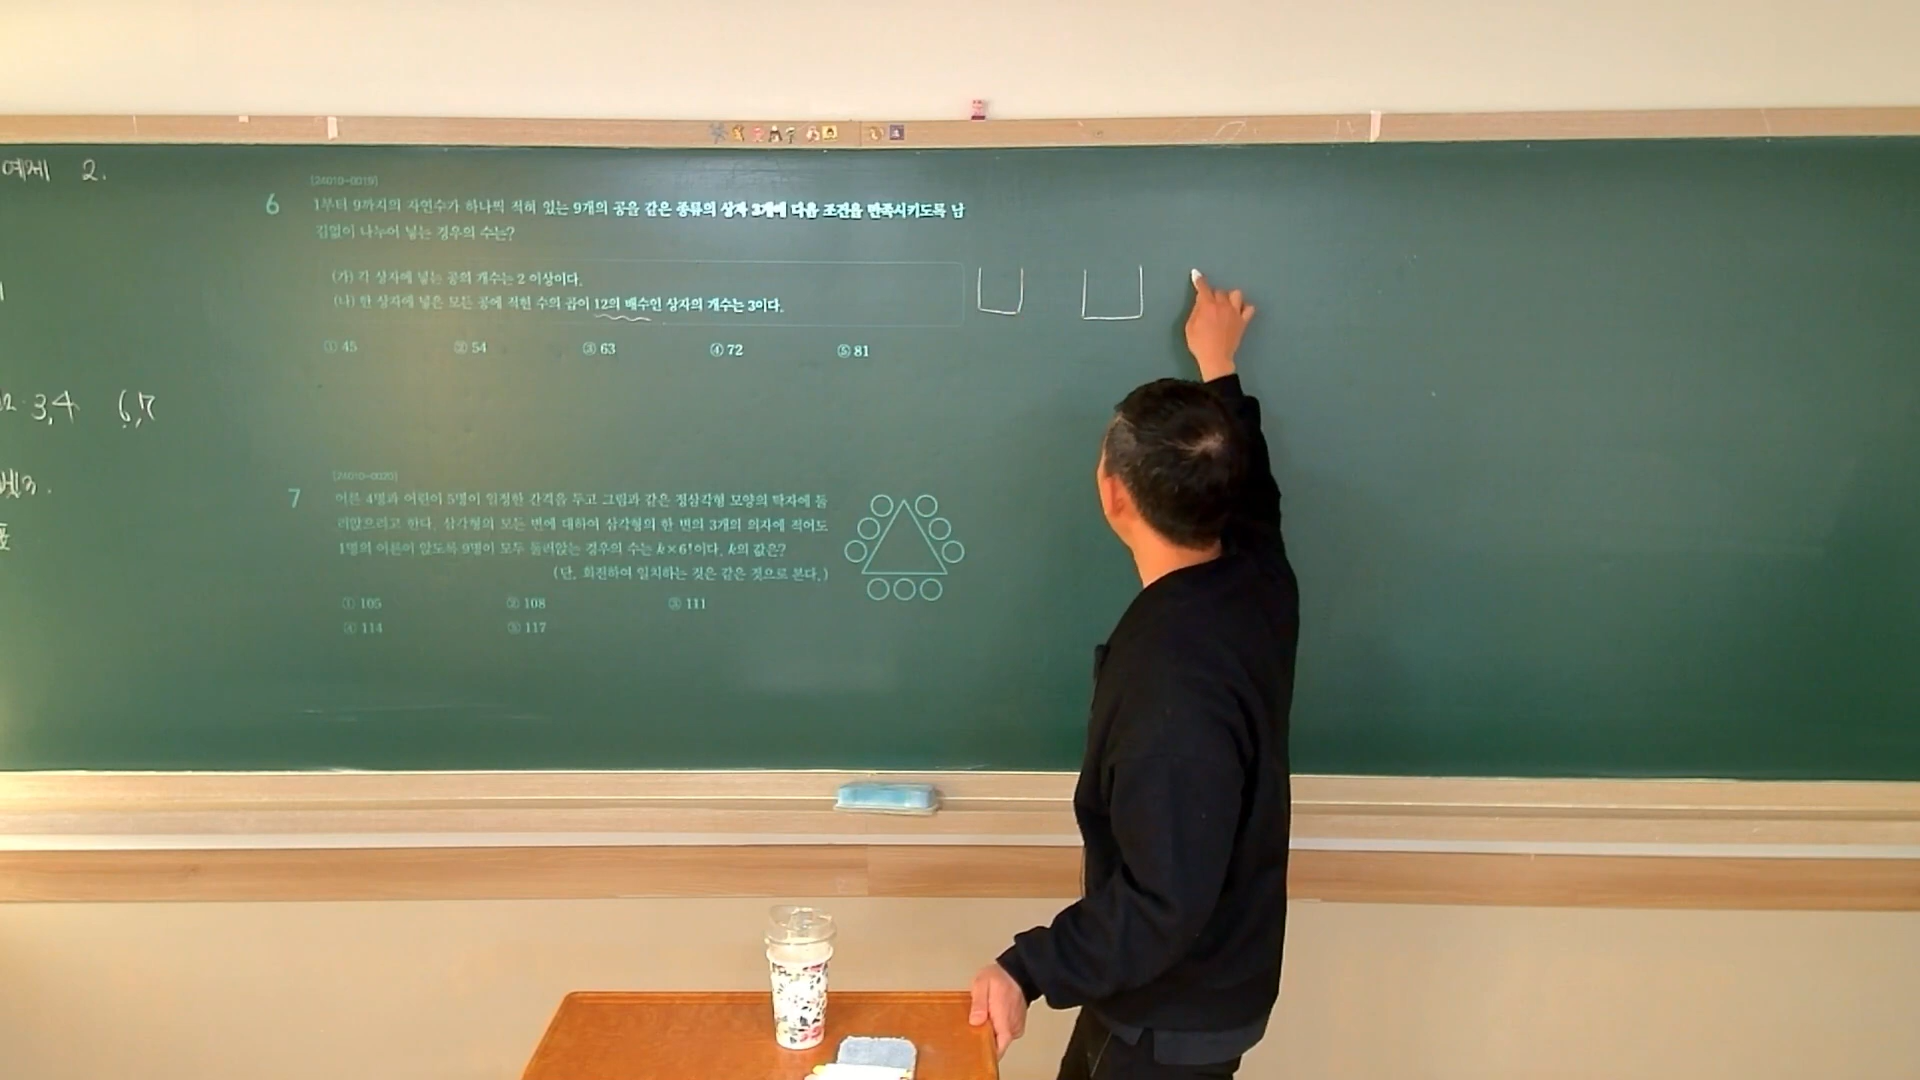 예제 2.
[24010-0019]
6 1부터 9까지의 자연수가 하나씩 적혀 있는 9개의 공을 같은 종류의 상자 3개에 다음 조건을 만족시키도록 남
김없이 나누어 넣는 경우의 수는?
(가) 각 상자에 넣는 공의 개수는 2 이상이다.
(나) 한 상자에 넣은 모든 공에 적힌 수의 곱이 12의 배수인 상자의 개수는 3이다.
① 45 ② 54 ③ 63 ④ 72 ⑤ 81
3,4 6,7
[24010-0020]
7 어른 4명과 어린이 5명이 일정한 간격을 두고 그림과 같은 정삼각형 모양의 탁자에 둘
러앉으려고 한다. 삼각형의 모든 변에 대하여 삼각형의 한 변의 3개의 의자에 적어도
1명의 어른이 앉도록 9명이 모두 둘러앉는 경우의 수는 k×6!이다. k의 값은?
(단, 회전하여 일치하는 것은 같은 것으로 본다.)
① 105 ② 108 ③ 111
④ 114 ⑤ 117